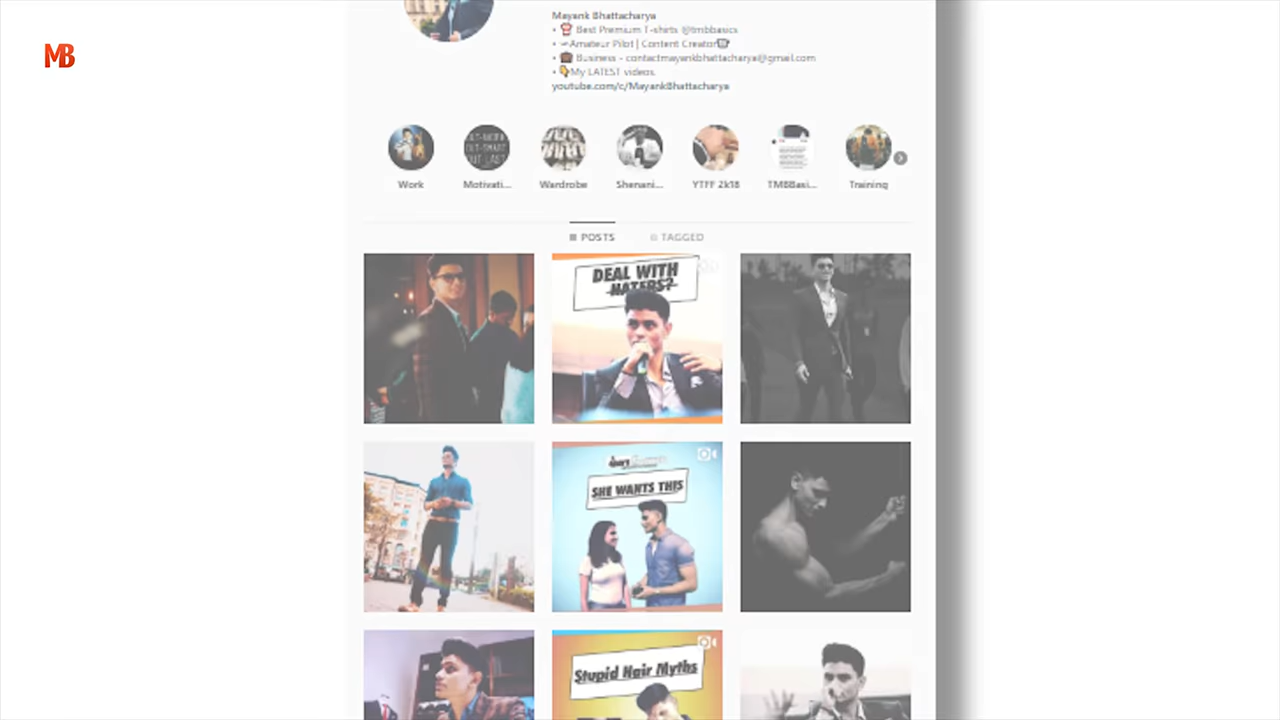 MB
Mayank Bhattacharya
• Best Premium T-shirts @tmbbasics
• Amateur Pilot | Content Creator
• Business - contactmayankbhattacharya@gmail.com
• My LATEST videos
youtube.com/c/MayankBhattacharya
Work Motivati... Wardrobe Shenani... YTFF 2k18 TMBBasi... Training
POSTS TAGGED
DEAL WITH
HATERS?
SHE WANTS THIS
Stupid Hair Myths